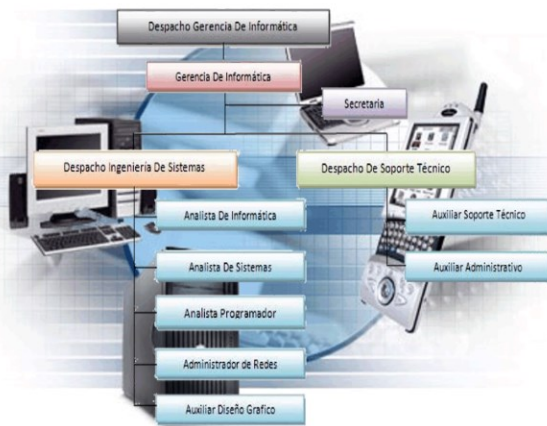 Despacho Gerencia De Informática
Gerencia De Informática
Secretaría
Despacho Ingeniería De Sistemas
Despacho De Soporte Técnico
Analista De Informática
Auxiliar Soporte Técnico
Analista De Sistemas
Auxiliar Administrativo
Analista Programador
Administrador de Redes
Auxiliar Diseño Grafico